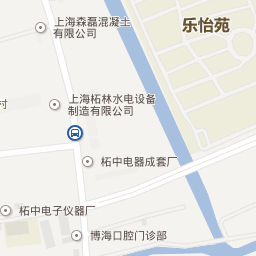 上海森磊混凝土
有限公司
乐怡苑
村
上海柘林水电设备
制造有限公司
柘中电器成套厂
柘中电子仪器厂
博海口腔门诊部